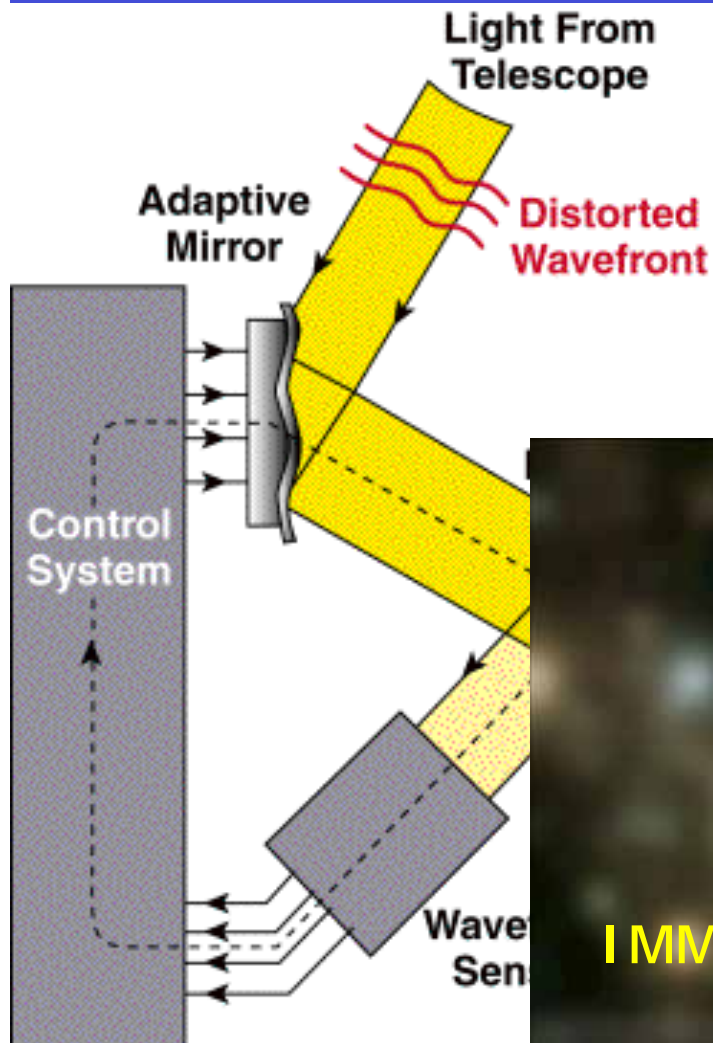 Light From
Telescope
Adaptive
Mirror
Distorted
Wavefront
Control
System